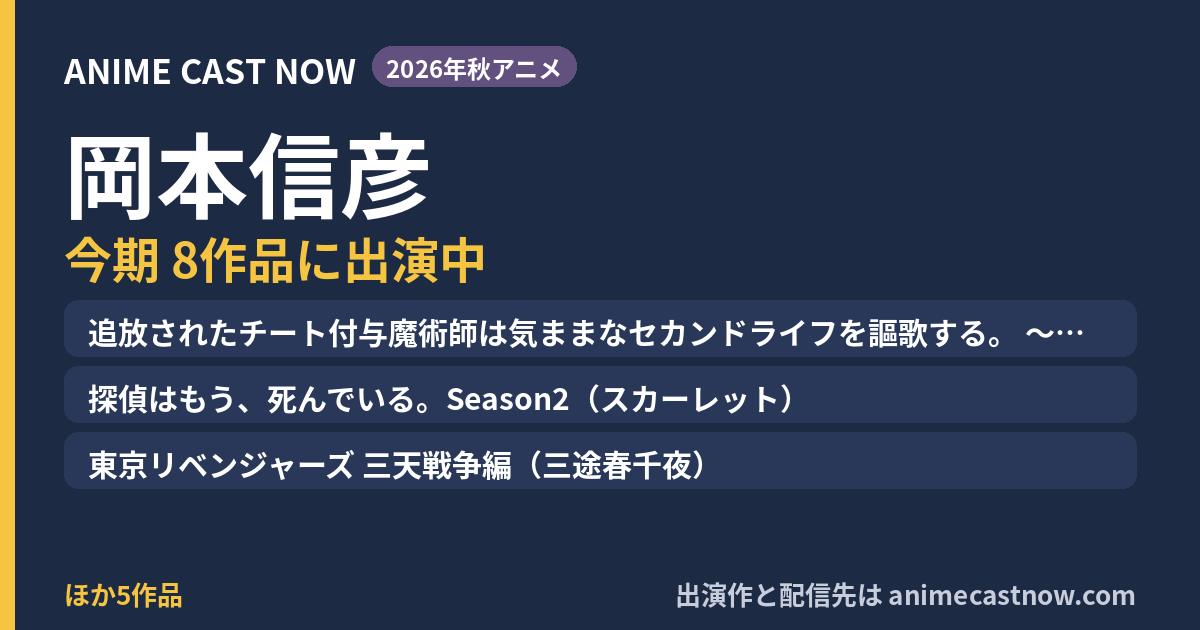 ANIME CAST NOW 2026年秋アニメ
岡本信彦
今期 8作品に出演中
追放されたチート付与魔術師は気ままなセカンドライフを謳歌する。 ～…
探偵はもう、死んでいる。Season2（スカーレット）
東京リベンジャーズ 三天戦争編（三途春千夜）
ほか5作品
出演作と配信先は animecastnow.com